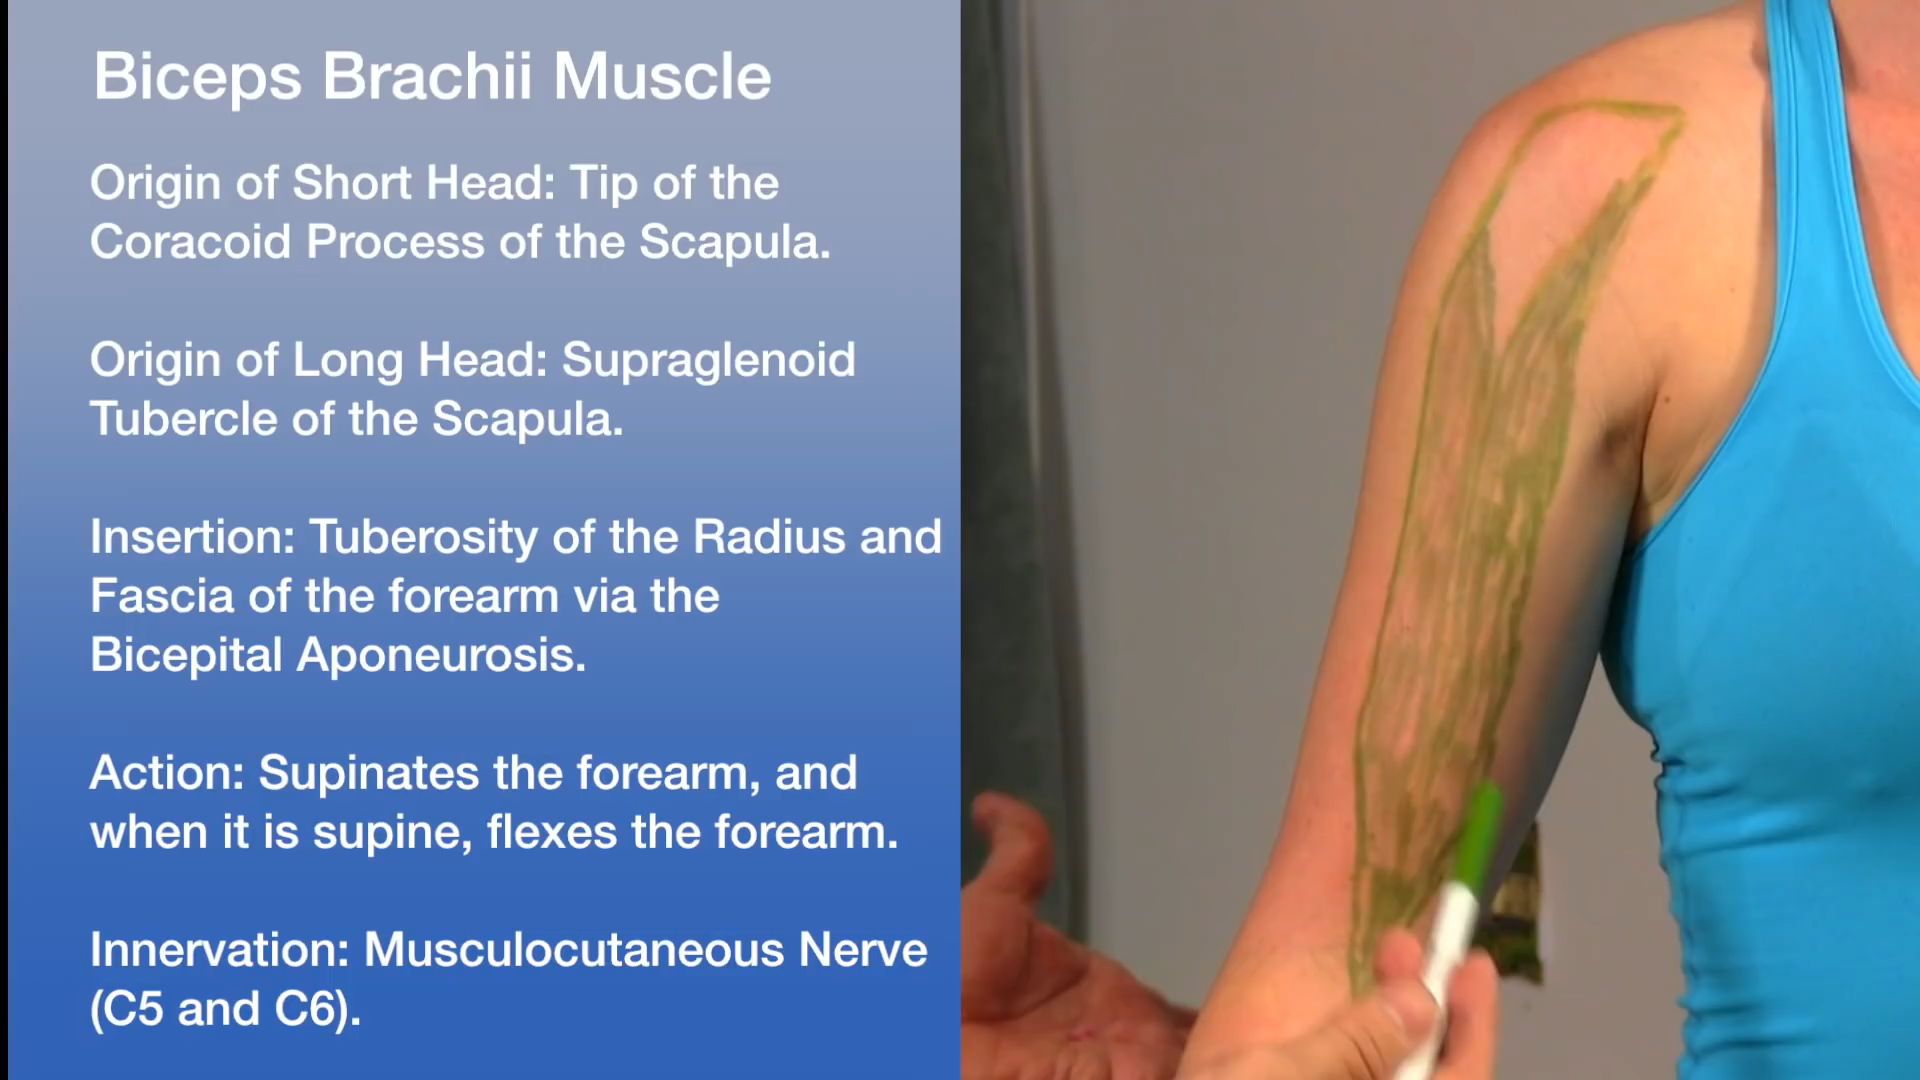 Biceps Brachii Muscle
Origin of Short Head: Tip of the
Coracoid Process of the Scapula.
Origin of Long Head: Supraglenoid
Tubercle of the Scapula.
Insertion: Tuberosity of the Radius and
Fascia of the forearm via the
Bicepital Aponeurosis.
Action: Supinates the forearm, and
when it is supine, flexes the forearm.
Innervation: Musculocutaneous Nerve
(C5 and C6).